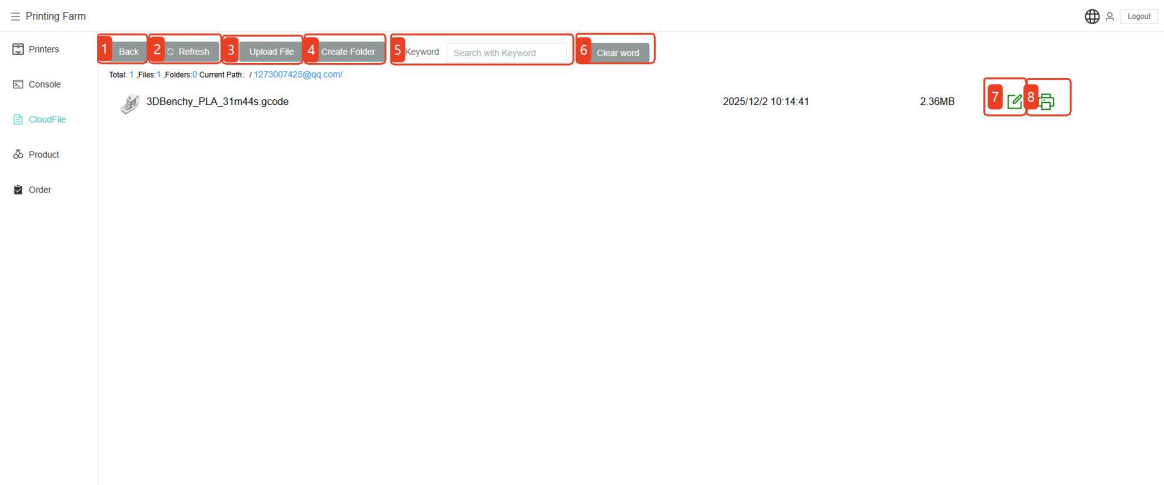 Printing Farm
Logout
Printers
1 Back 2 Refresh 3 Upload File 4 Create Folder 5 Keyword Search with Keyword 6 Clear word
Total: 1 ,Files:1 ,Folders:0 Current Path: / 1273007425@qq.com/
Console
3DBenchy_PLA_31m44s.gcode 2025/12/2 10:14:41 2.36MB 7 8
CloudFile
Product
Order